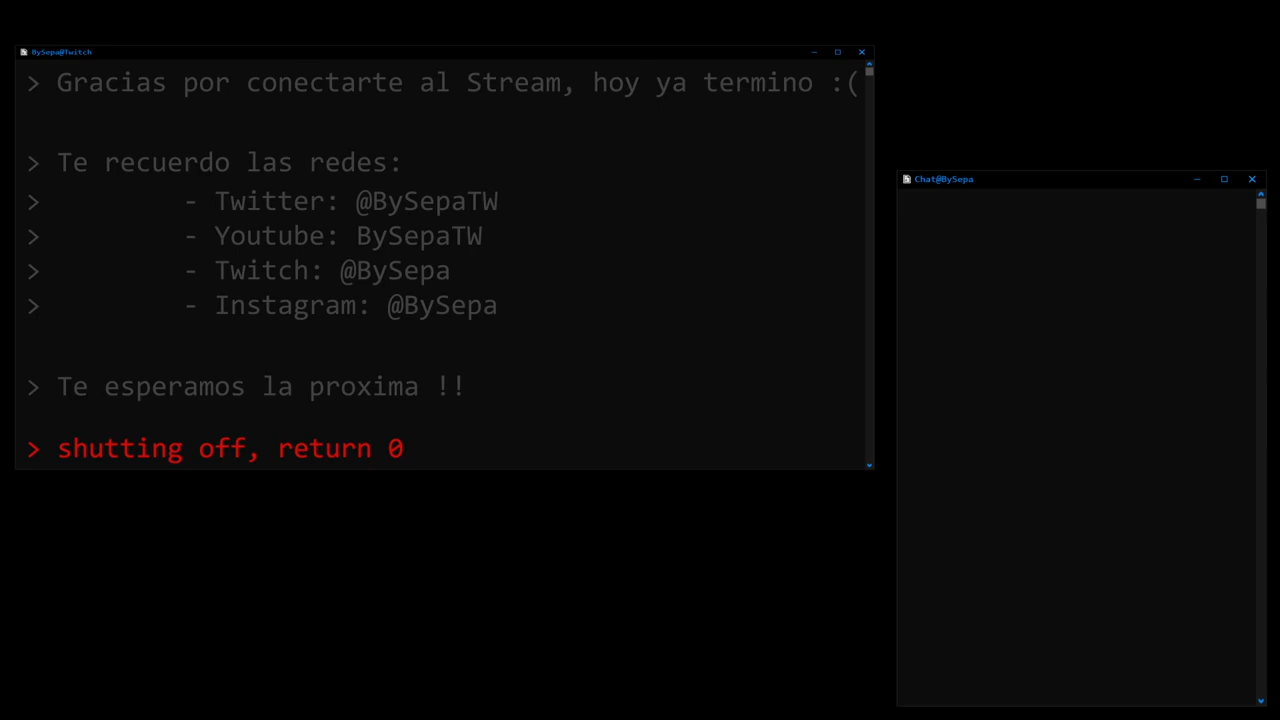 BySepa@Twitch
> Gracias por conectarte al Stream, hoy ya termino :(
> Te recuerdo las redes:
> - Twitter: @BySepaTW
> - Youtube: BySepaTW
> - Twitch: @BySepa
> - Instagram: @BySepa
> Te esperamos la proxima !!
> shutting off, return 0
Chat@BySepa